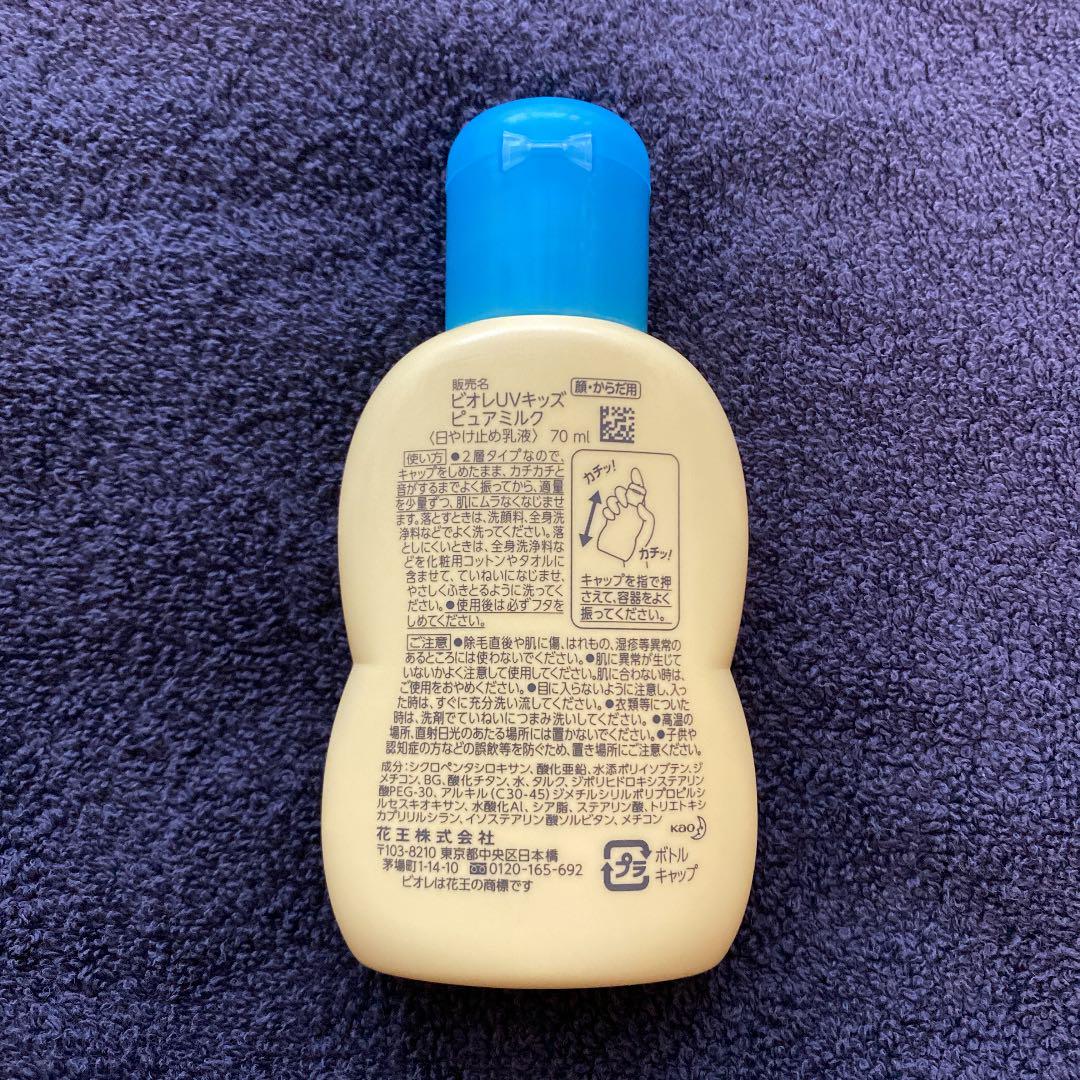 販売名
ビオレUVキッズ
ピュアミルク
〈日やけ止め乳液〉 70 ml
顔・からだ用
使い方 ●2層タイプなので、
キャップをしめたまま、カチカチと
音がするまでよく振ってから、適量
を少量ずつ、肌にムラなくなじませ
ます。落とすときは、洗顔料、全身洗
浄料などでよく洗ってください。落
としにくいときは、全身洗浄料な
どを化粧用コットンやタオルに
含ませて、ていねいになじませ、
やさしくふきとるように洗ってく
ださい。●使用後は必ずフタを
しめてください。
カチッ!
カチッ!
キャップを指で押
さえて、容器をよく
振ってください。
ご注意 ●除毛直後や肌に傷、はれもの、湿疹等異常の
あるところには使わないでください。●肌に異常が生じて
いないかよく注意して使用してください。肌に合わない時は、
ご使用をおやめください。●目に入らないように注意し、入っ
た時は、すぐに充分洗い流してください。●衣類等についた
時は、洗剤でていねいにつまみ洗いしてください。●高温の
場所、直射日光のあたる場所には置かないでください。●子供や
認知症の方などの誤飲等を防ぐため、置き場所にご注意ください。
成分:シクロペンタシロキサン、酸化亜鉛、水添ポリイソブテン、ジ
メチコン、BG、酸化チタン、水、タルク、ジポリヒドロキシステアリン
酸PEG-30、アルキル(C30-45)ジメチルシリルポリプロピルシ
ルセスキオキサン、水酸化Al、シア脂、ステアリン酸、トリエトキシ
カプリリルシラン、イソステアリン酸ソルビタン、メチコン
花王株式会社
〒103-8210 東京都中央区日本橋
茅場町1-14-10 0120-165-692
ビオレは花王の商標です
Kao
プラ
ボトル
キャップ